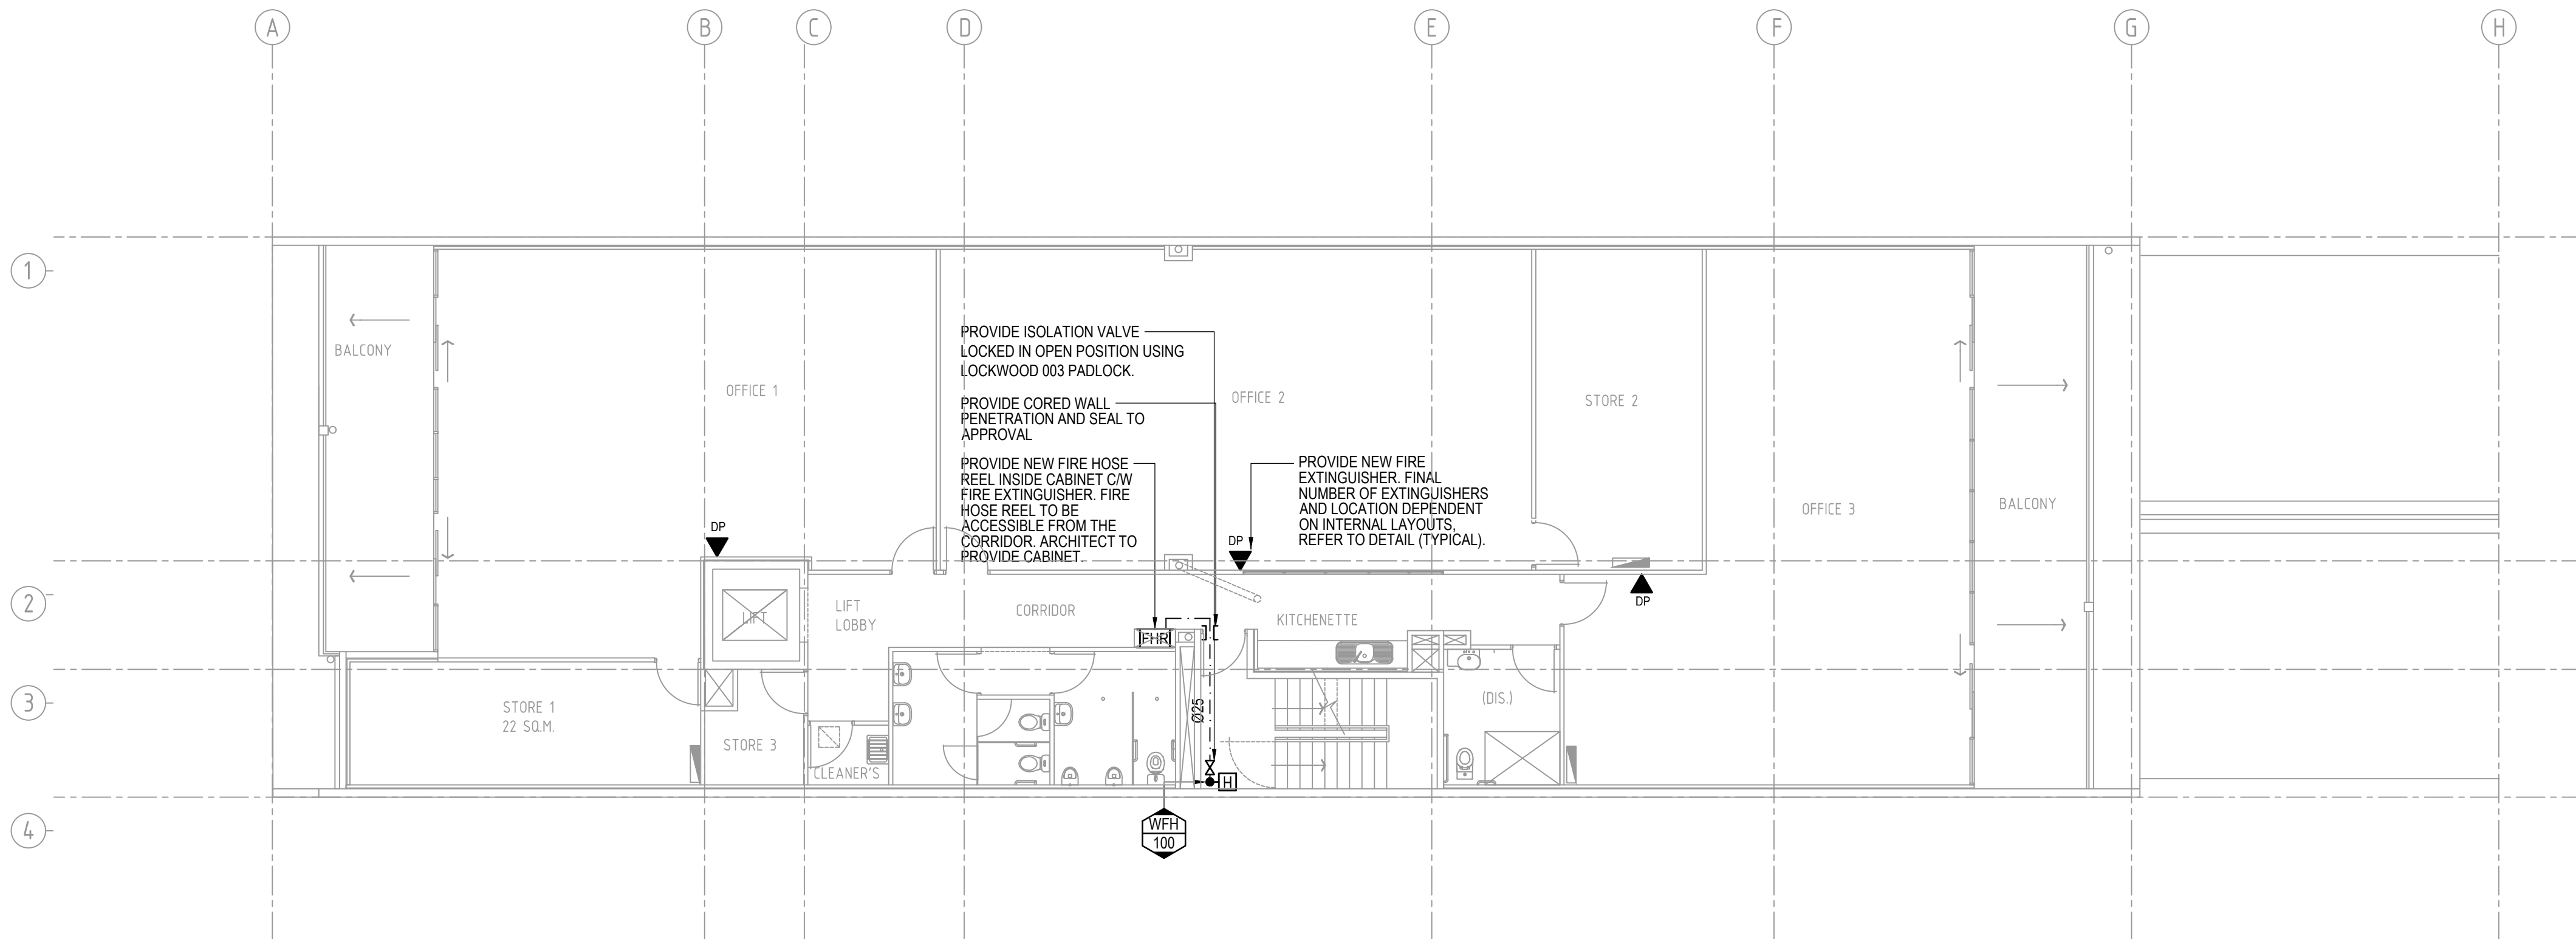 A
B
C
D
E
F
G
H
1
2
3
4
BALCONY
OFFICE 1
PROVIDE ISOLATION VALVE
LOCKED IN OPEN POSITION USING
LOCKWOOD 003 PADLOCK.
PROVIDE CORED WALL
PENETRATION AND SEAL TO
APPROVAL
PROVIDE NEW FIRE HOSE
REEL INSIDE CABINET C/W
FIRE EXTINGUISHER. FIRE
HOSE REEL TO BE
ACCESSIBLE FROM THE
CORRIDOR. ARCHITECT TO
PROVIDE CABINET.
OFFICE 2
PROVIDE NEW FIRE
EXTINGUISHER. FINAL
NUMBER OF EXTINGUISHERS
AND LOCATION DEPENDENT
ON INTERNAL LAYOUTS,
REFER TO DETAIL (TYPICAL).
STORE 2
OFFICE 3
BALCONY
DP
DP
DP
LIFT
LIFT
LOBBY
CORRIDOR
FHR
KITCHENETTE
STORE 1
22 SQ.M.
STORE 3
CLEANER'S
Ø25
(DIS.)
H
WFH
100